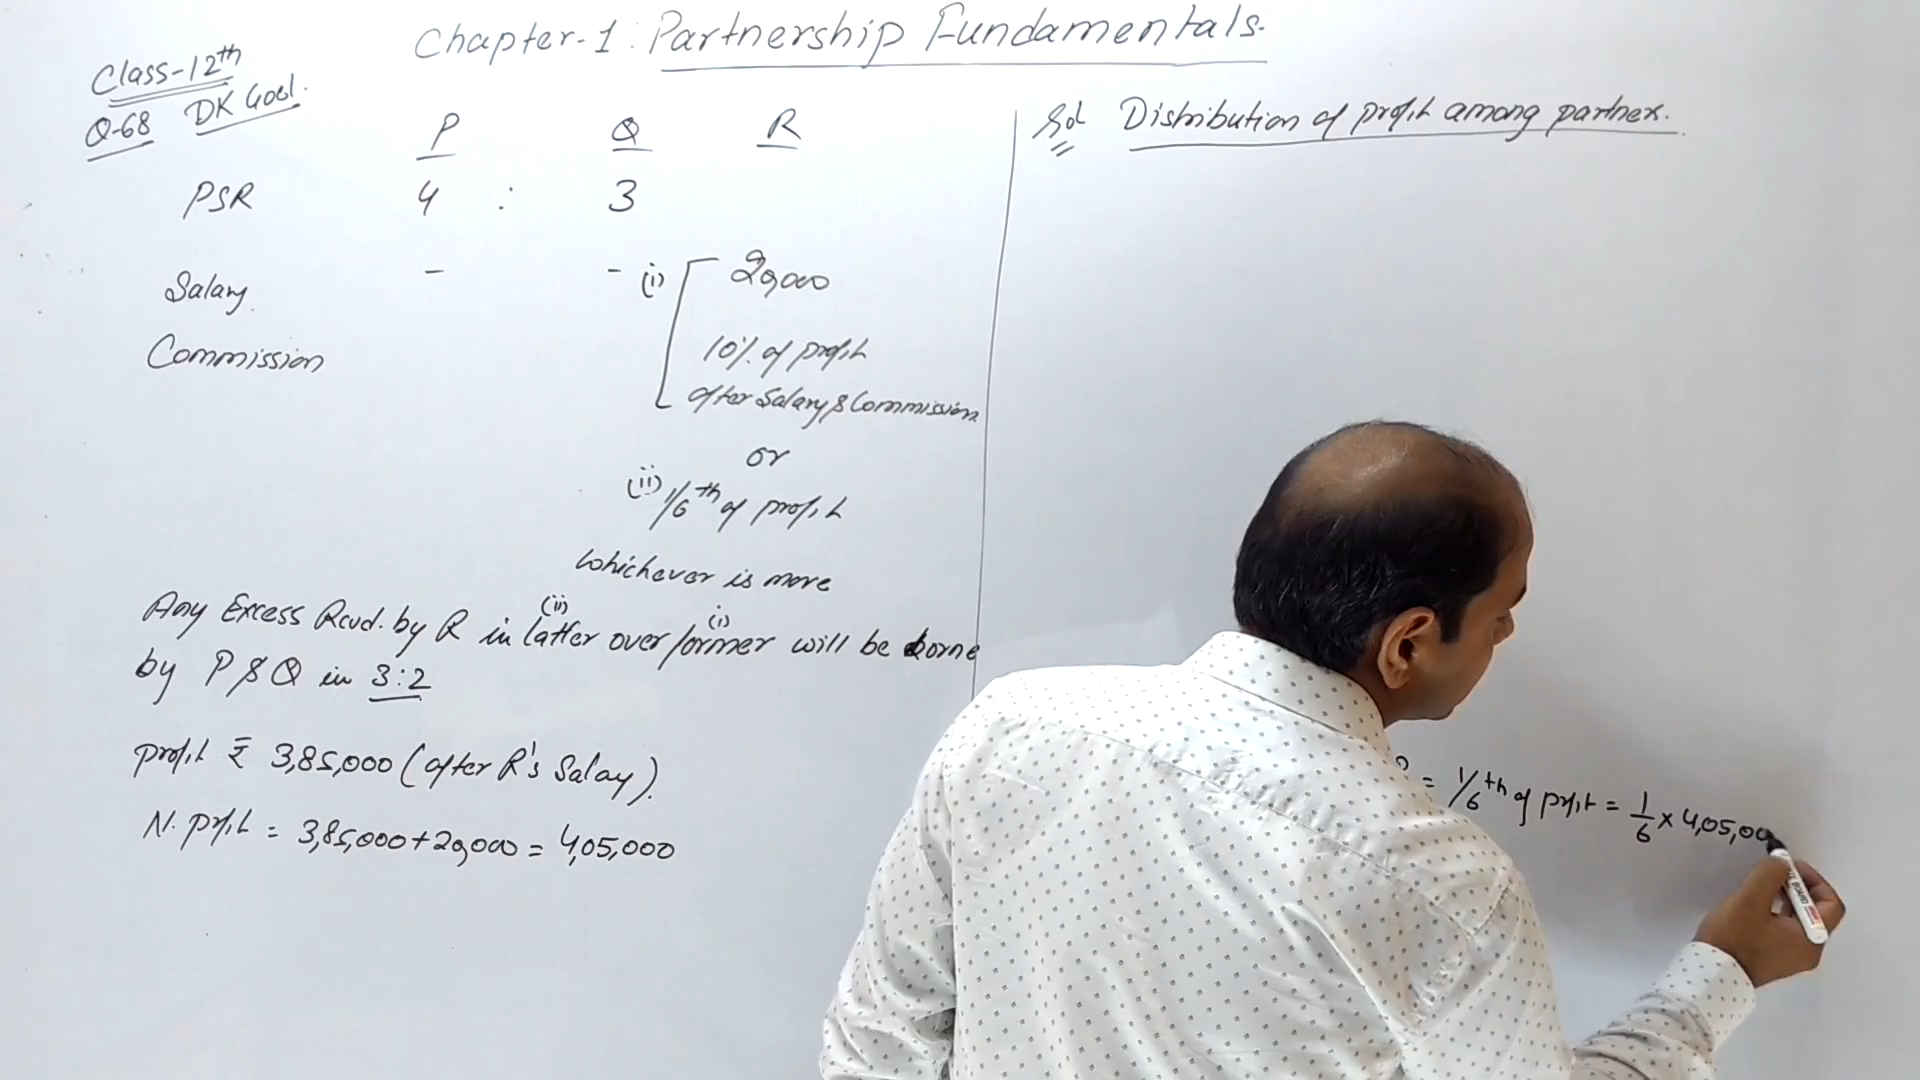 Chapter-1: Partnership Fundamentals.
Class-12th
Q-68 DK Goel.
P Q R
PSR 4 : 3
Salary. - - (i) 20,000
Commission 10% of profit
after Salary & Commission
or
(ii) 1/6th of profit
Whichever is more
Any Excess Rcvd. by R in latter (ii) over former (i) will be borne
by P & Q in 3:2
profit ₹ 3,85,000 (after R's Salay).
N. profit = 3,85,000 + 20,000 = 4,05,000
Sol Distribution of profit among partner.
= 1/6th of profit = 1/6 × 4,05,00